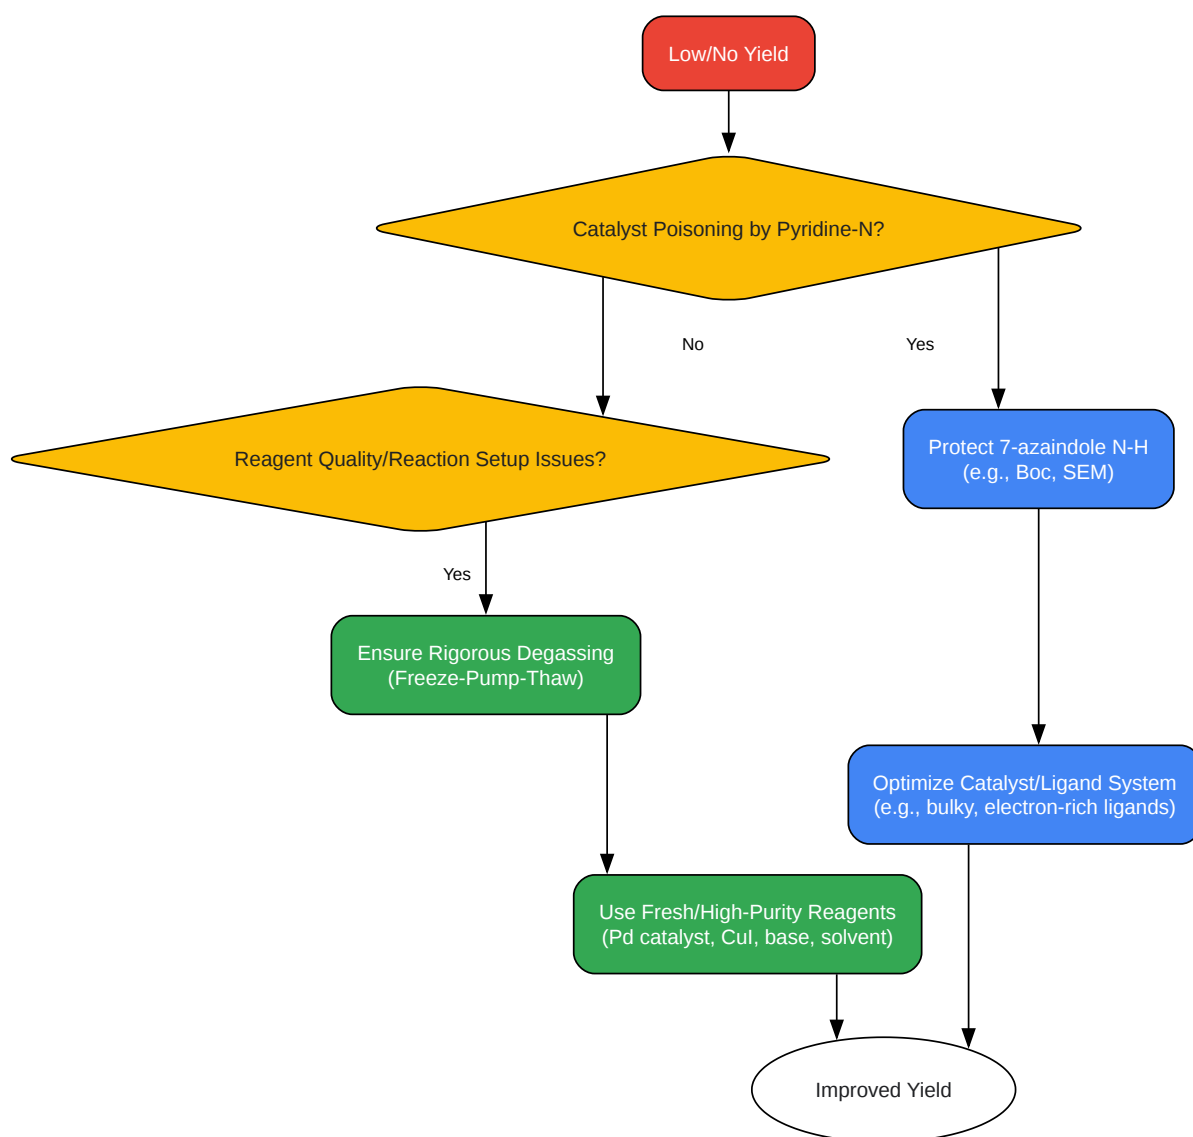 Low/No Yield
Catalyst Poisoning by Pyridine-N?
No
Yes
Reagent Quality/Reaction Setup Issues?
Protect 7-azaindole N-H
(e.g., Boc, SEM)
Yes
Ensure Rigorous Degassing
(Freeze-Pump-Thaw)
Optimize Catalyst/Ligand System
(e.g., bulky, electron-rich ligands)
Use Fresh/High-Purity Reagents
(Pd catalyst, CuI, base, solvent)
Improved Yield